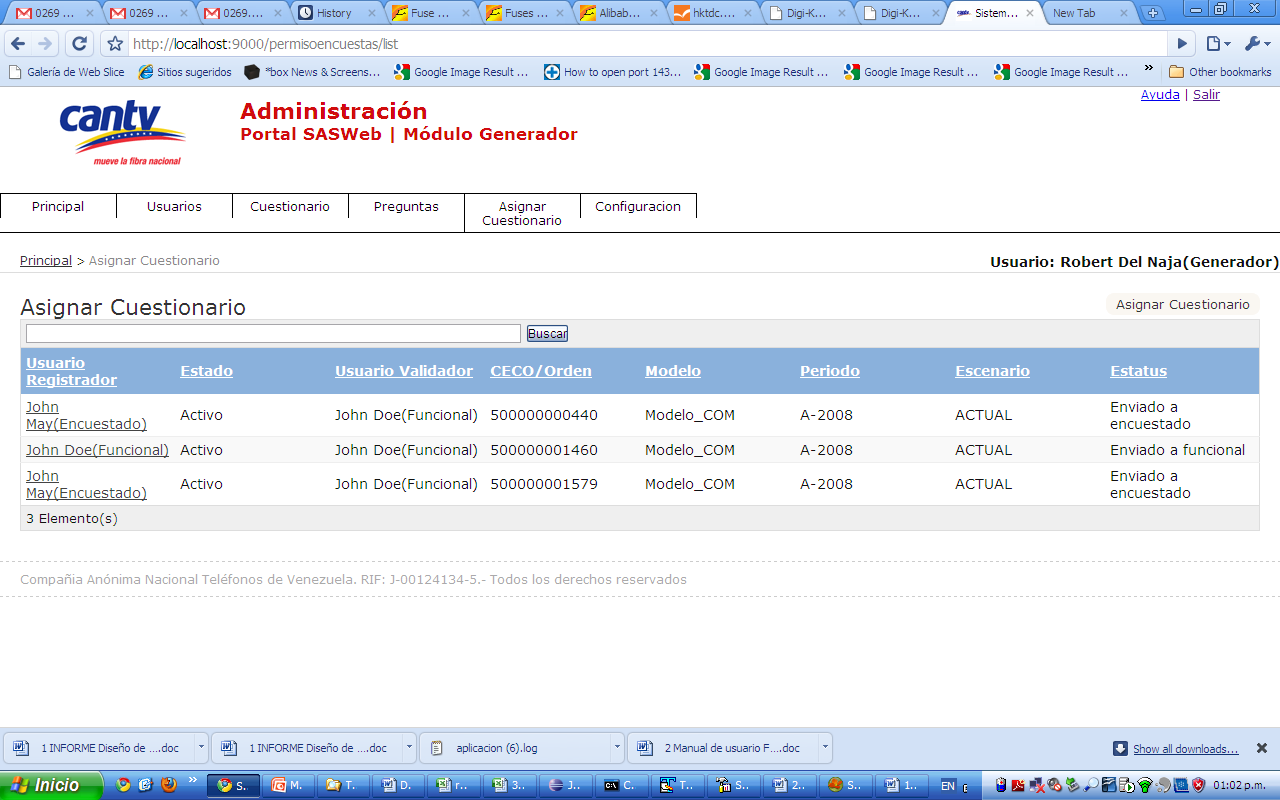 0269 0269 0269.... History Fuse ... Fuses ... Alibab... hktdc.... Digi-K... Digi-K... Sistem... New Tab
http://localhost:9000/permisoencuestas/list
Galería de Web Slice Sitios sugeridos *box News & Screens... Google Image Result ... How to open port 143... Google Image Result ... Google Image Result ... Google Image Result ... » Other bookmarks
cantv
mueve la fibra nacional
Administración
Portal SASWeb | Módulo Generador
Ayuda | Salir
Principal Usuarios Cuestionario Preguntas Asignar Cuestionario Configuracion
Principal > Asignar Cuestionario
Usuario: Robert Del Naja(Generador)
Asignar Cuestionario
Asignar Cuestionario
Buscar
Usuario Registrador Estado Usuario Validador CECO/Orden Modelo Periodo Escenario Estatus
John May(Encuestado) Activo John Doe(Funcional) 500000000440 Modelo_COM A-2008 ACTUAL Enviado a encuestado
John Doe(Funcional) Activo John Doe(Funcional) 500000001460 Modelo_COM A-2008 ACTUAL Enviado a funcional
John May(Encuestado) Activo John Doe(Funcional) 500000001579 Modelo_COM A-2008 ACTUAL Enviado a encuestado
3 Elemento(s)
Compañia Anónima Nacional Teléfonos de Venezuela. RIF: J-00124134-5.- Todos los derechos reservados
1 INFORME Diseño de ....doc 1 INFORME Diseño de ....doc aplicacion (6).log 2 Manual de usuario F....doc Show all downloads...
Inicio » S.. M. T.. D. r.. 3.. J.. C. T.. S.. 2.. S.. 1.. EN 01:02 p.m.